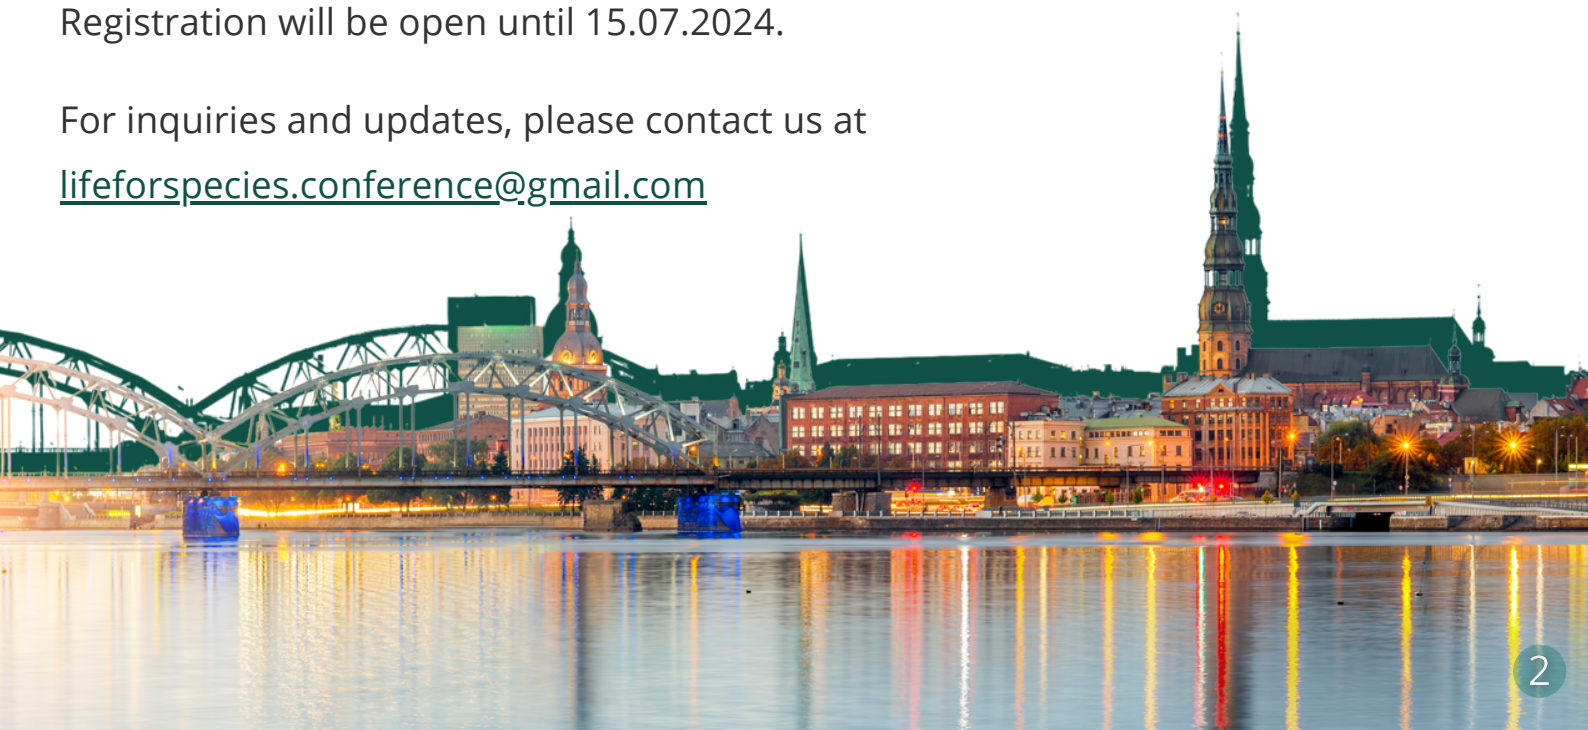 Registration will be open until 15.07.2024.
For inquiries and updates, please contact us at
lifeforspecies.conference@gmail.com
2